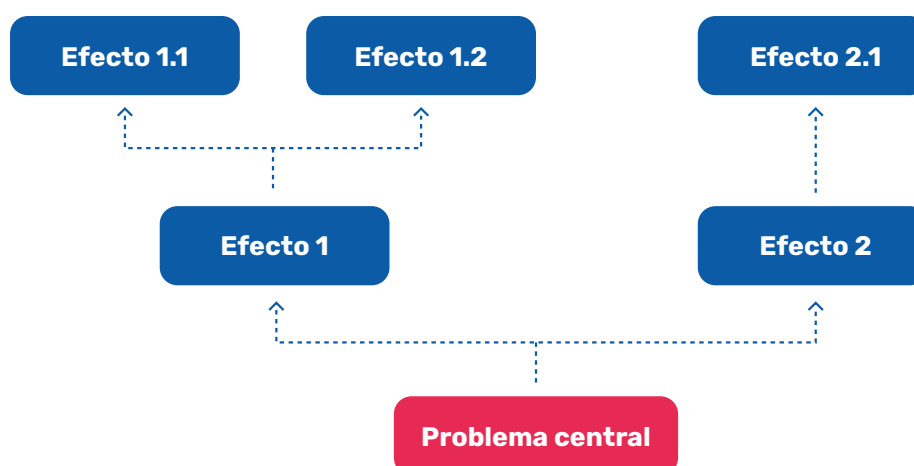 Efecto 1.1
Efecto 1.2
Efecto 2.1
Efecto 1
Efecto 2
Problema central